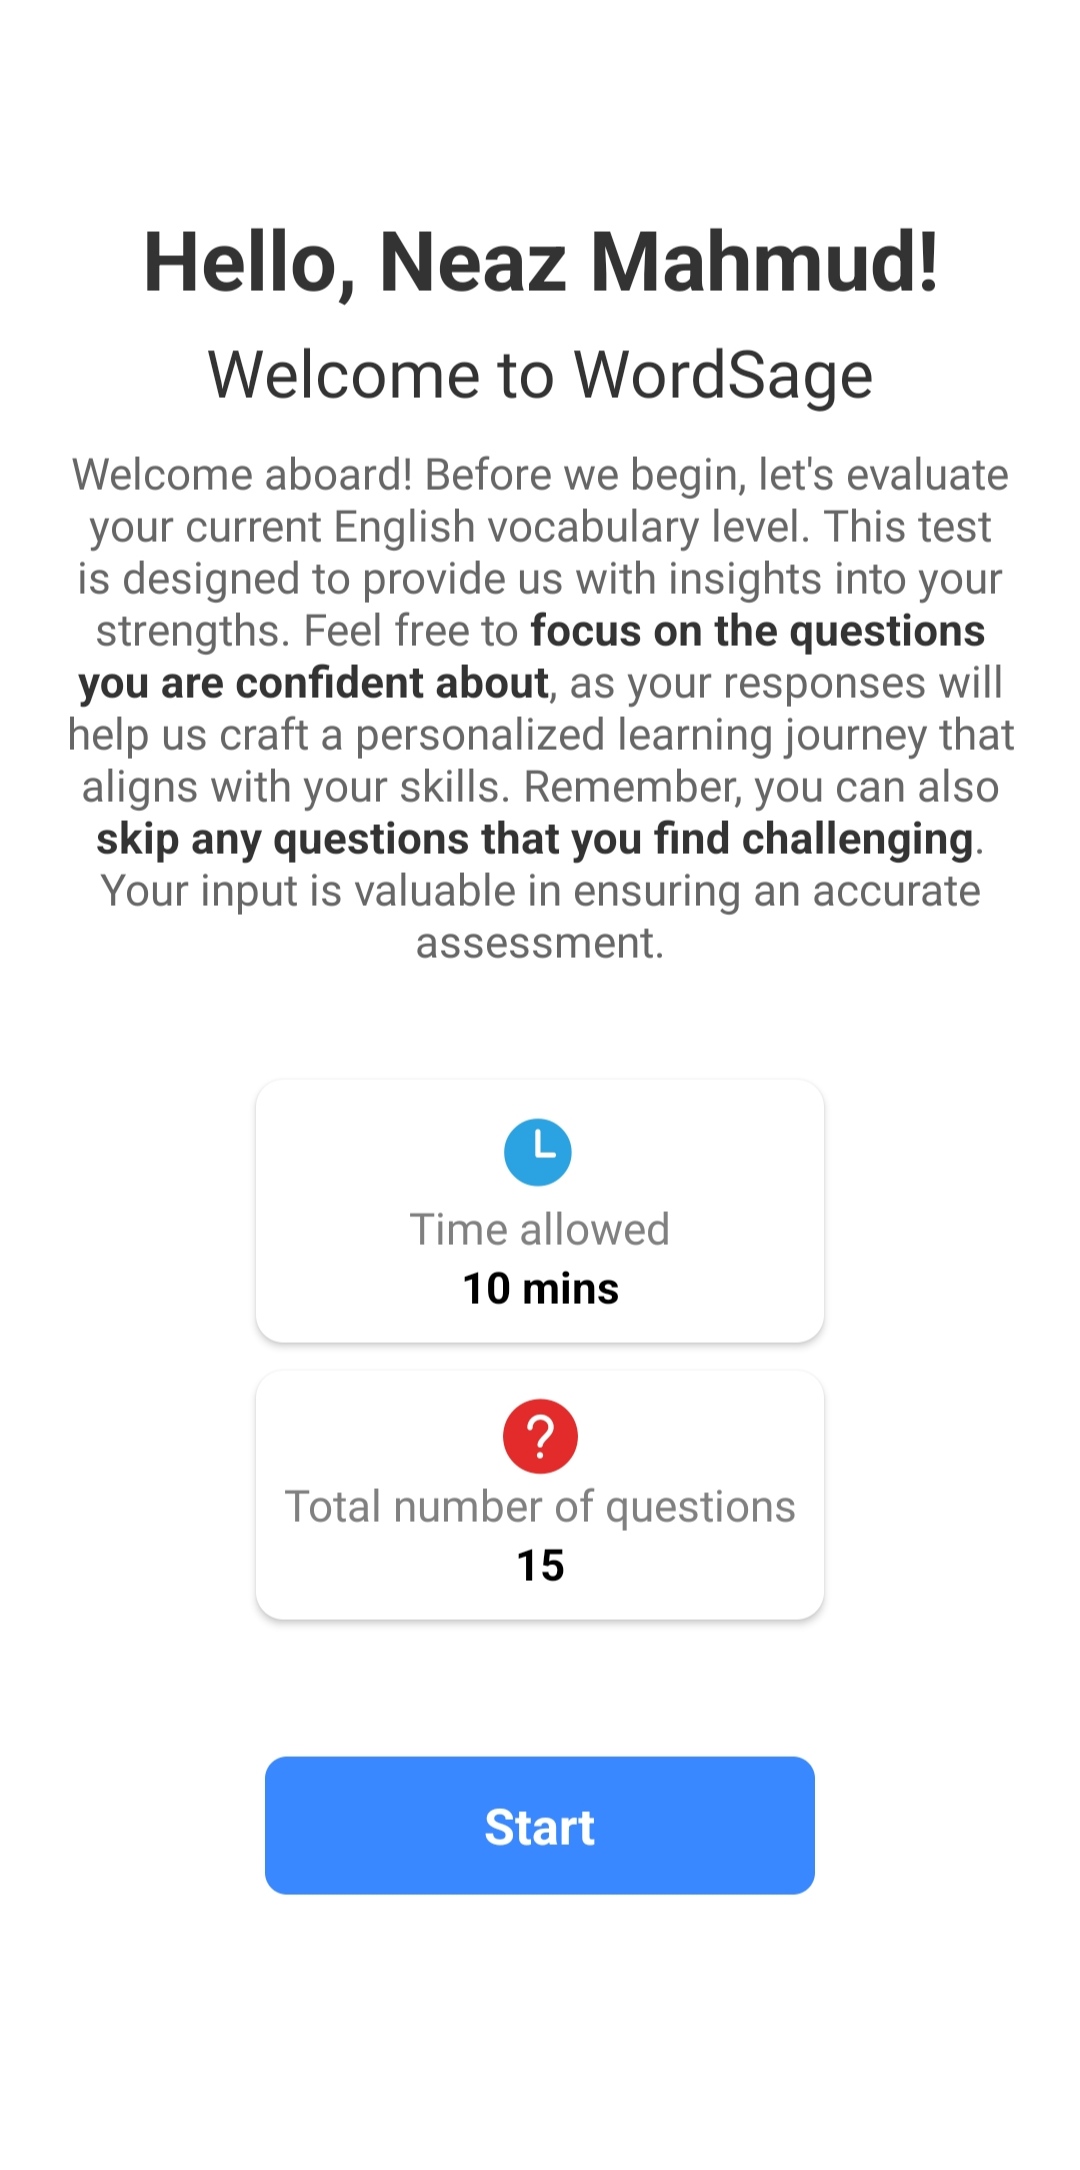 Hello, Neaz Mahmud!
Welcome to WordSage
Welcome aboard! Before we begin, let's evaluate
your current English vocabulary level. This test
is designed to provide us with insights into your
strengths. Feel free to focus on the questions
you are confident about, as your responses will
help us craft a personalized learning journey that
aligns with your skills. Remember, you can also
skip any questions that you find challenging.
Your input is valuable in ensuring an accurate
assessment.
Time allowed
10 mins
?
Total number of questions
15
Start